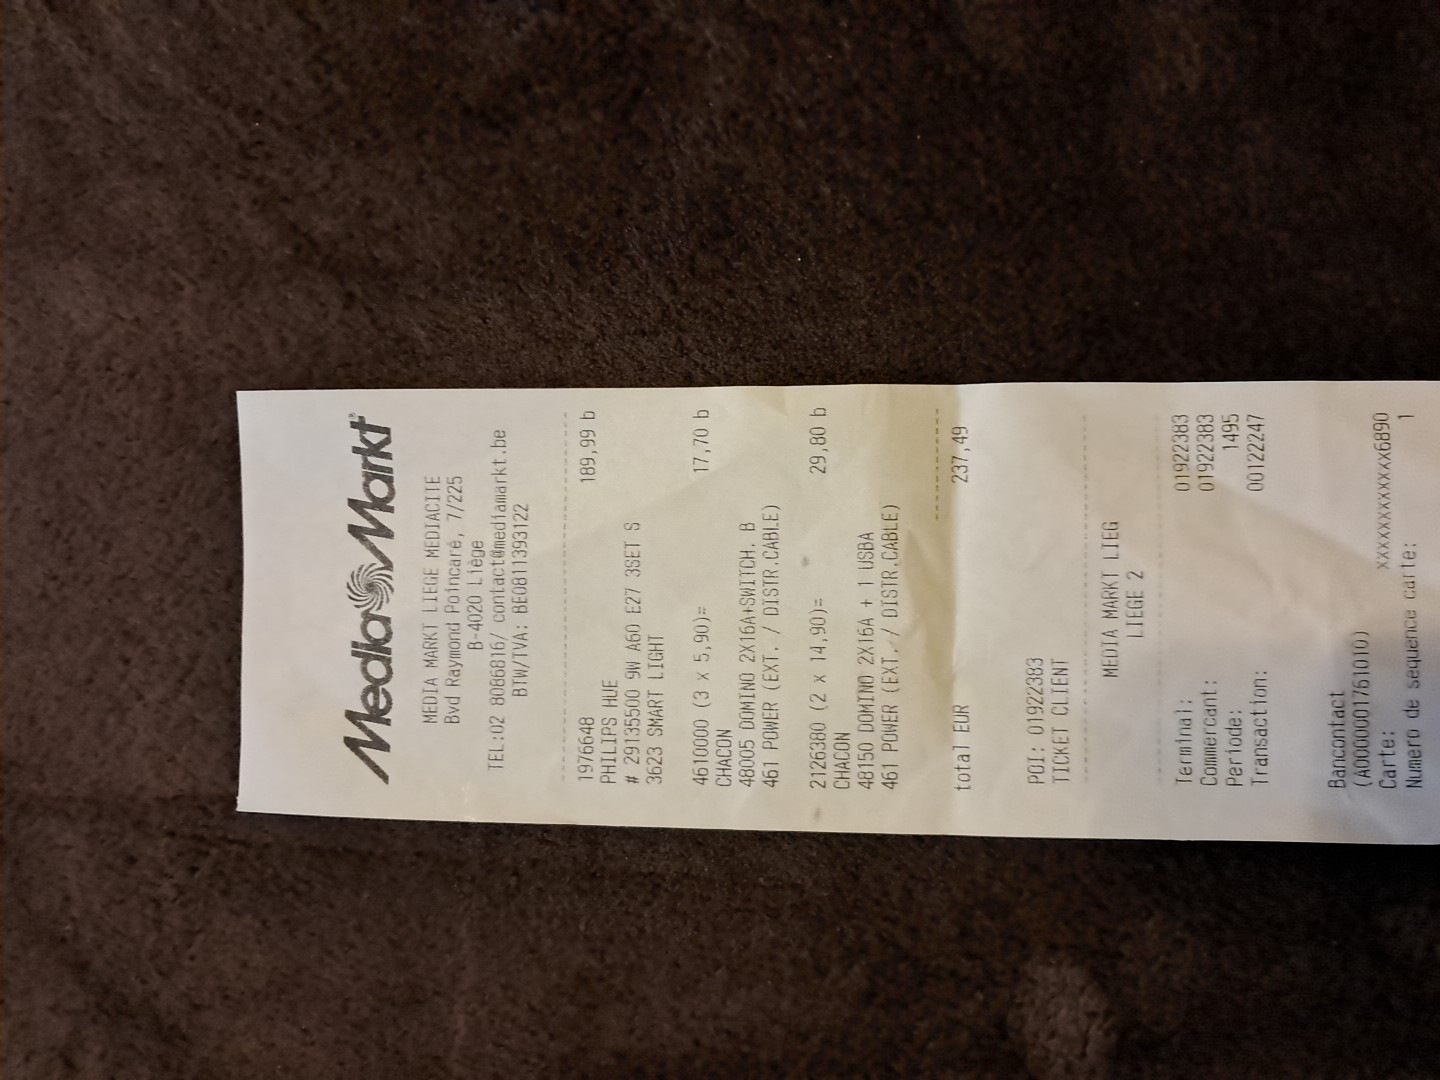 MediaMarkt
MEDIA MARKT LIEGE MEDIACITE
Bvd Raymond Poincaré, 7/225
B-4020 Liège
TEL:02 8086816/ contact@mediamarkt.be
BTW/TVA: BE0811393122
1976648 189,99 b
PHILIPS HUE
# 29135500 9W A60 E27 3SET S
3623 SMART LIGHT
4610000 (3 x 5,90)= 17,70 b
CHACON
48005 DOMINO 2X16A+SWITCH, B
461 POWER (EXT. / DISTR.CABLE)
2126380 (2 x 14,90)= 29,80 b
CHACON
48150 DOMINO 2X16A + 1 USBA
461 POWER (EXT. / DISTR.CABLE)
total EUR 237,49
POI: 01922383
TICKET CLIENT
MEDIA MARKT LIEG
LIEGE 2
Terminal: 01922383
Commercant: 01922383
Periode: 1495
Transaction: 00122247
Bancontact
(A0000001761010)
Carte: xxxxxxxxxxxxx6890
Numero de sequence carte: 1